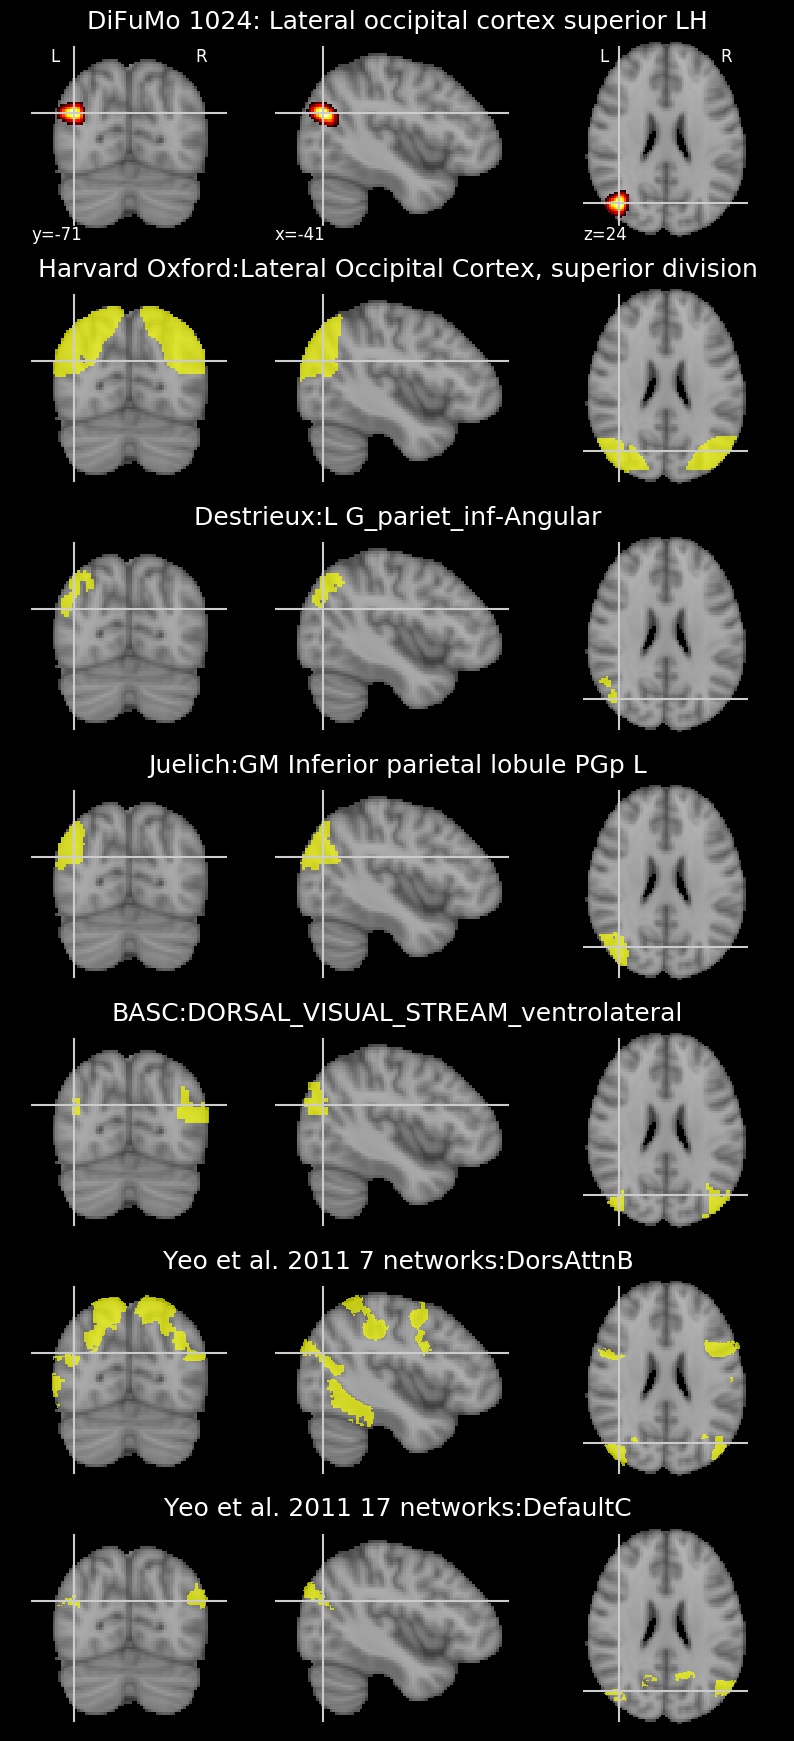 DiFuMo 1024: Lateral occipital cortex superior LH
L R L R
y=-71 x=-41 z=24
Harvard Oxford:Lateral Occipital Cortex, superior division
Destrieux:L G_pariet_inf-Angular
Juelich:GM Inferior parietal lobule PGp L
BASC:DORSAL_VISUAL_STREAM_ventrolateral
Yeo et al. 2011 7 networks:DorsAttnB
Yeo et al. 2011 17 networks:DefaultC